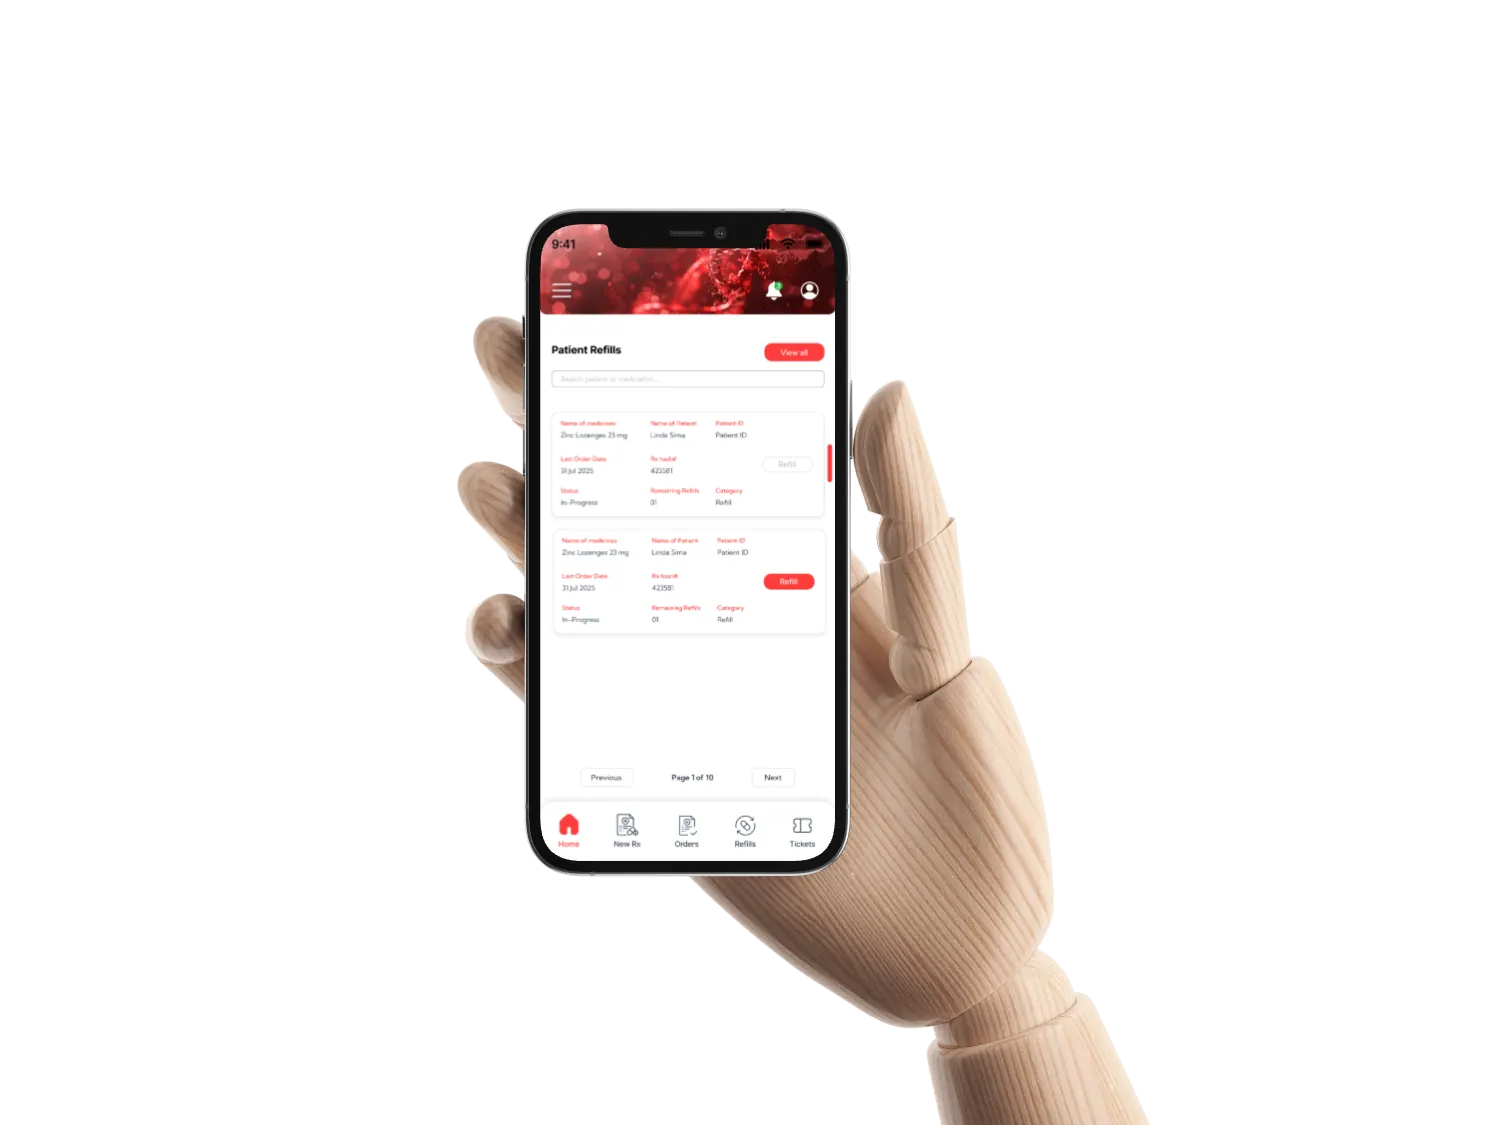 9:41
Patient Refills
View all
Search patient or medication...
Name of medicines Name of Patient Patient ID
Zinc Lozenges 23 mg Linda Sima Patient ID
Last Order Date
31 Jul 2025 423581
Refill
Status Remaining Refills Category
In-Progress 01 Refill
Name of medicines Name of Patient Patient ID
Zinc Lozenges 23 mg Linda Sima Patient ID
Last Order Date
31 Jul 2025 423581
Refill
Status Remaining Refills Category
In-Progress 01 Refill
Previous Page 1 of 10 Next
Home New Rx Orders Refills Tickets